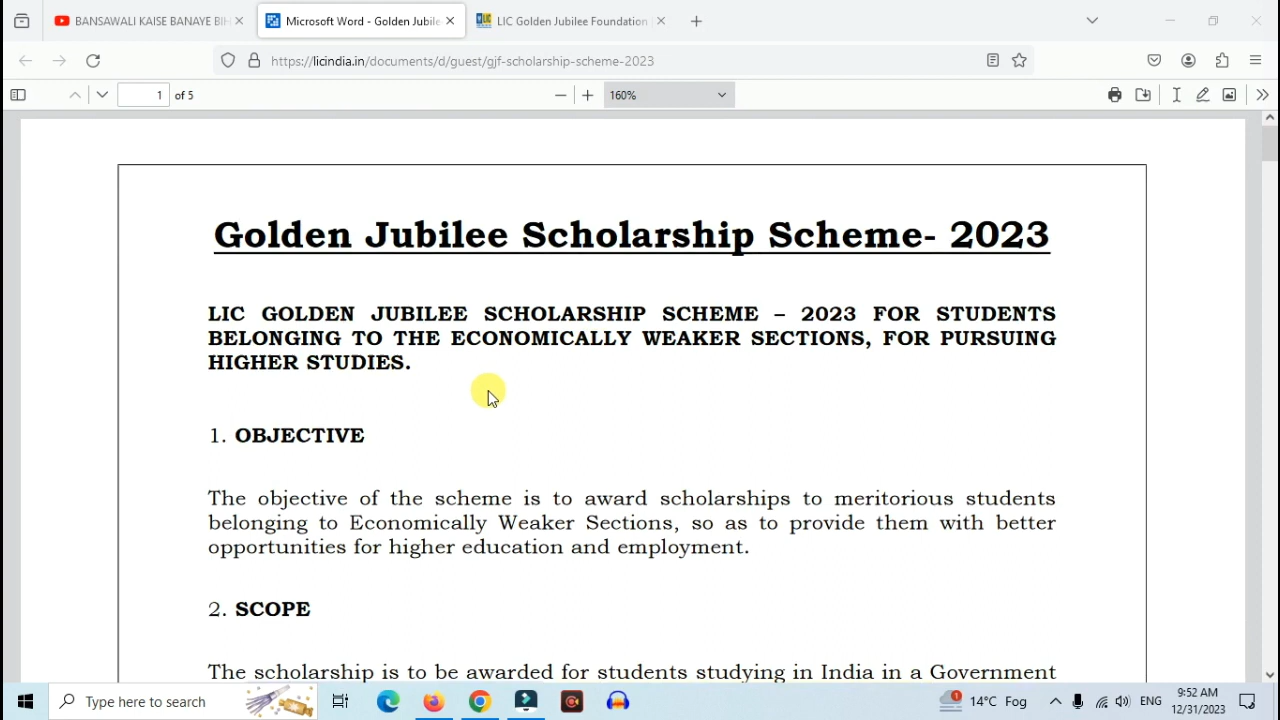 BANSAWALI KAISE BANAYE BIH
Microsoft Word - Golden Jubile
LIC Golden Jubilee Foundation
https://licindia.in/documents/d/guest/gjf-scholarship-scheme-2023
1 of 5
160%
Golden Jubilee Scholarship Scheme- 2023
LIC GOLDEN JUBILEE SCHOLARSHIP SCHEME – 2023 FOR STUDENTS
BELONGING TO THE ECONOMICALLY WEAKER SECTIONS, FOR PURSUING
HIGHER STUDIES.
1. OBJECTIVE
The objective of the scheme is to award scholarships to meritorious students
belonging to Economically Weaker Sections, so as to provide them with better
opportunities for higher education and employment.
2. SCOPE
The scholarship is to be awarded for students studying in India in a Government
Type here to search
1
14°C Fog
ENG
9:52 AM
12/31/2023